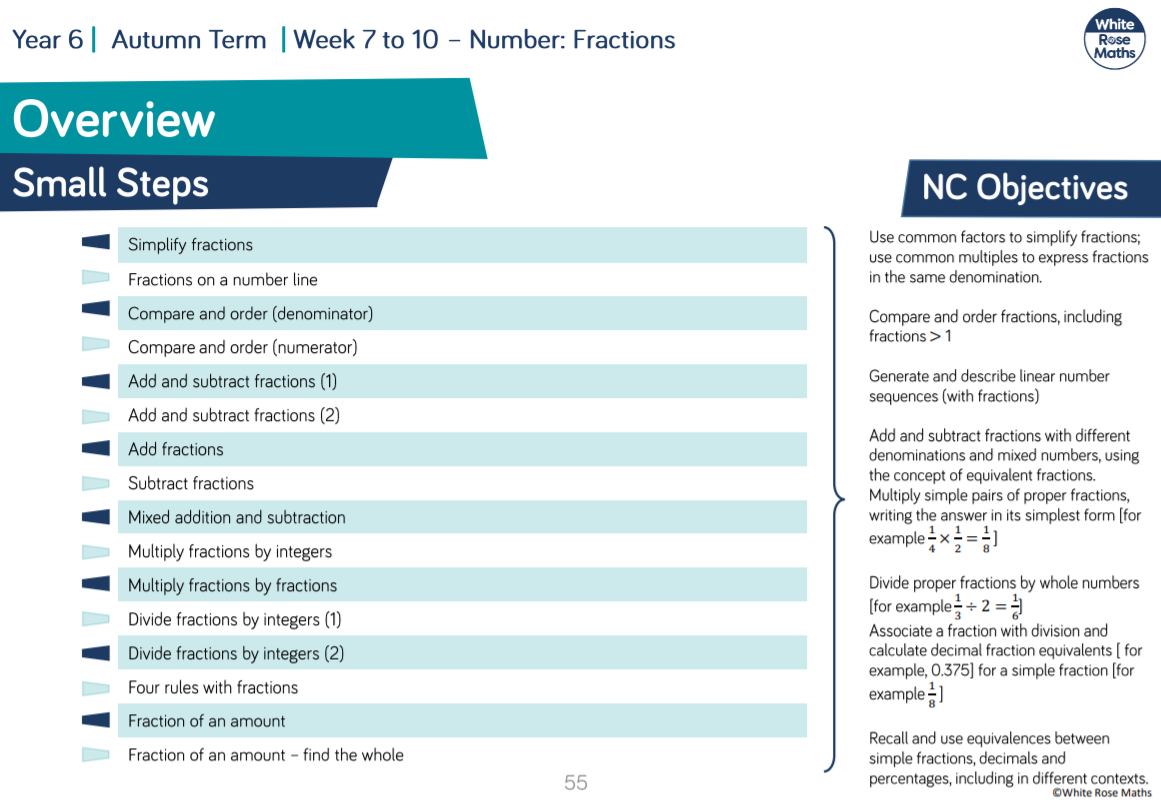 Year 6 | Autumn Term | Week 7 to 10 – Number: Fractions
White
Rose
Maths
Overview
Small Steps
NC Objectives
Simplify fractions
Fractions on a number line
Compare and order (denominator)
Compare and order (numerator)
Add and subtract fractions (1)
Add and subtract fractions (2)
Add fractions
Subtract fractions
Mixed addition and subtraction
Multiply fractions by integers
Multiply fractions by fractions
Divide fractions by integers (1)
Divide fractions by integers (2)
Four rules with fractions
Fraction of an amount
Fraction of an amount – find the whole
Use common factors to simplify fractions;
use common multiples to express fractions
in the same denomination.
Compare and order fractions, including
fractions > 1
Generate and describe linear number
sequences (with fractions)
Add and subtract fractions with different
denominations and mixed numbers, using
the concept of equivalent fractions.
Multiply simple pairs of proper fractions,
writing the answer in its simplest form [for
example 1/4 × 1/2 = 1/8 ]
Divide proper fractions by whole numbers
[for example 1/3 ÷ 2 = 1/6]
Associate a fraction with division and
calculate decimal fraction equivalents [ for
example, 0.375] for a simple fraction [for
example 1/8 ]
Recall and use equivalences between
simple fractions, decimals and
percentages, including in different contexts.
55
©White Rose Maths